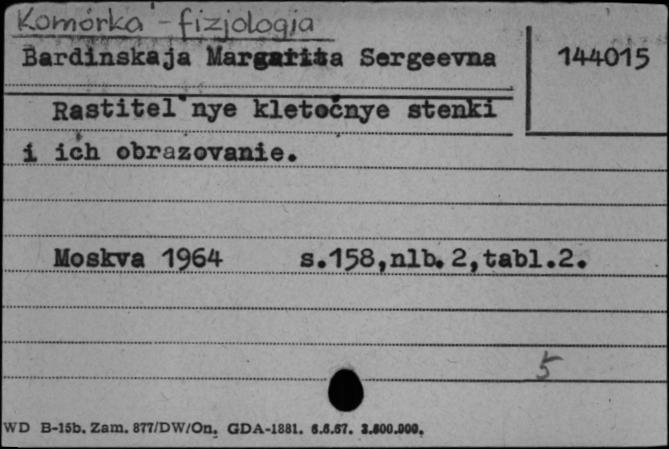 Komórka - fizjologia
Bardinskaja Margarita Sergeevna
144015
Rastitel'nye kletočnye stenki
i ich obrazovanie.
Moskva 1964 s.158,nlb.2,tabl.2.
5
WD B-15b. Zam. 877/DW/On. GDA-1881. 6.6.67. 3.800.000.